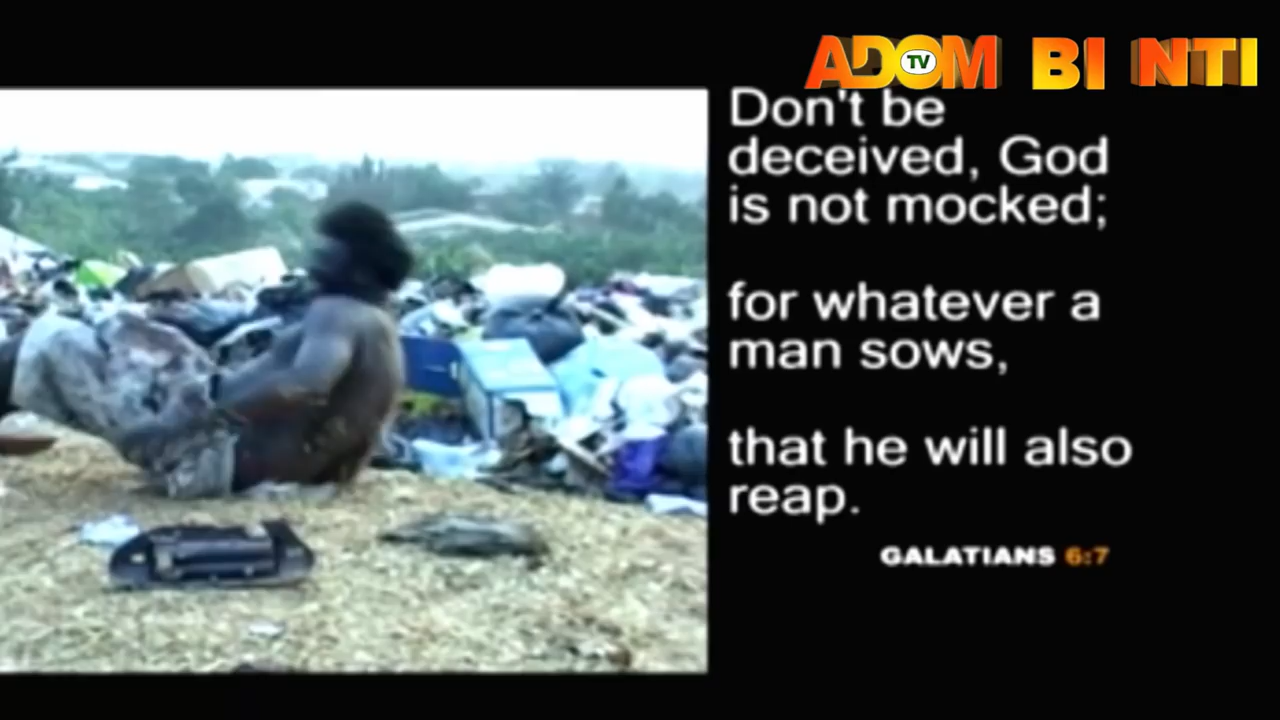 ADOM TV BI NTI
Don't be
deceived, God
is not mocked;
for whatever a
man sows,
that he will also
reap.
GALATIANS 6:7